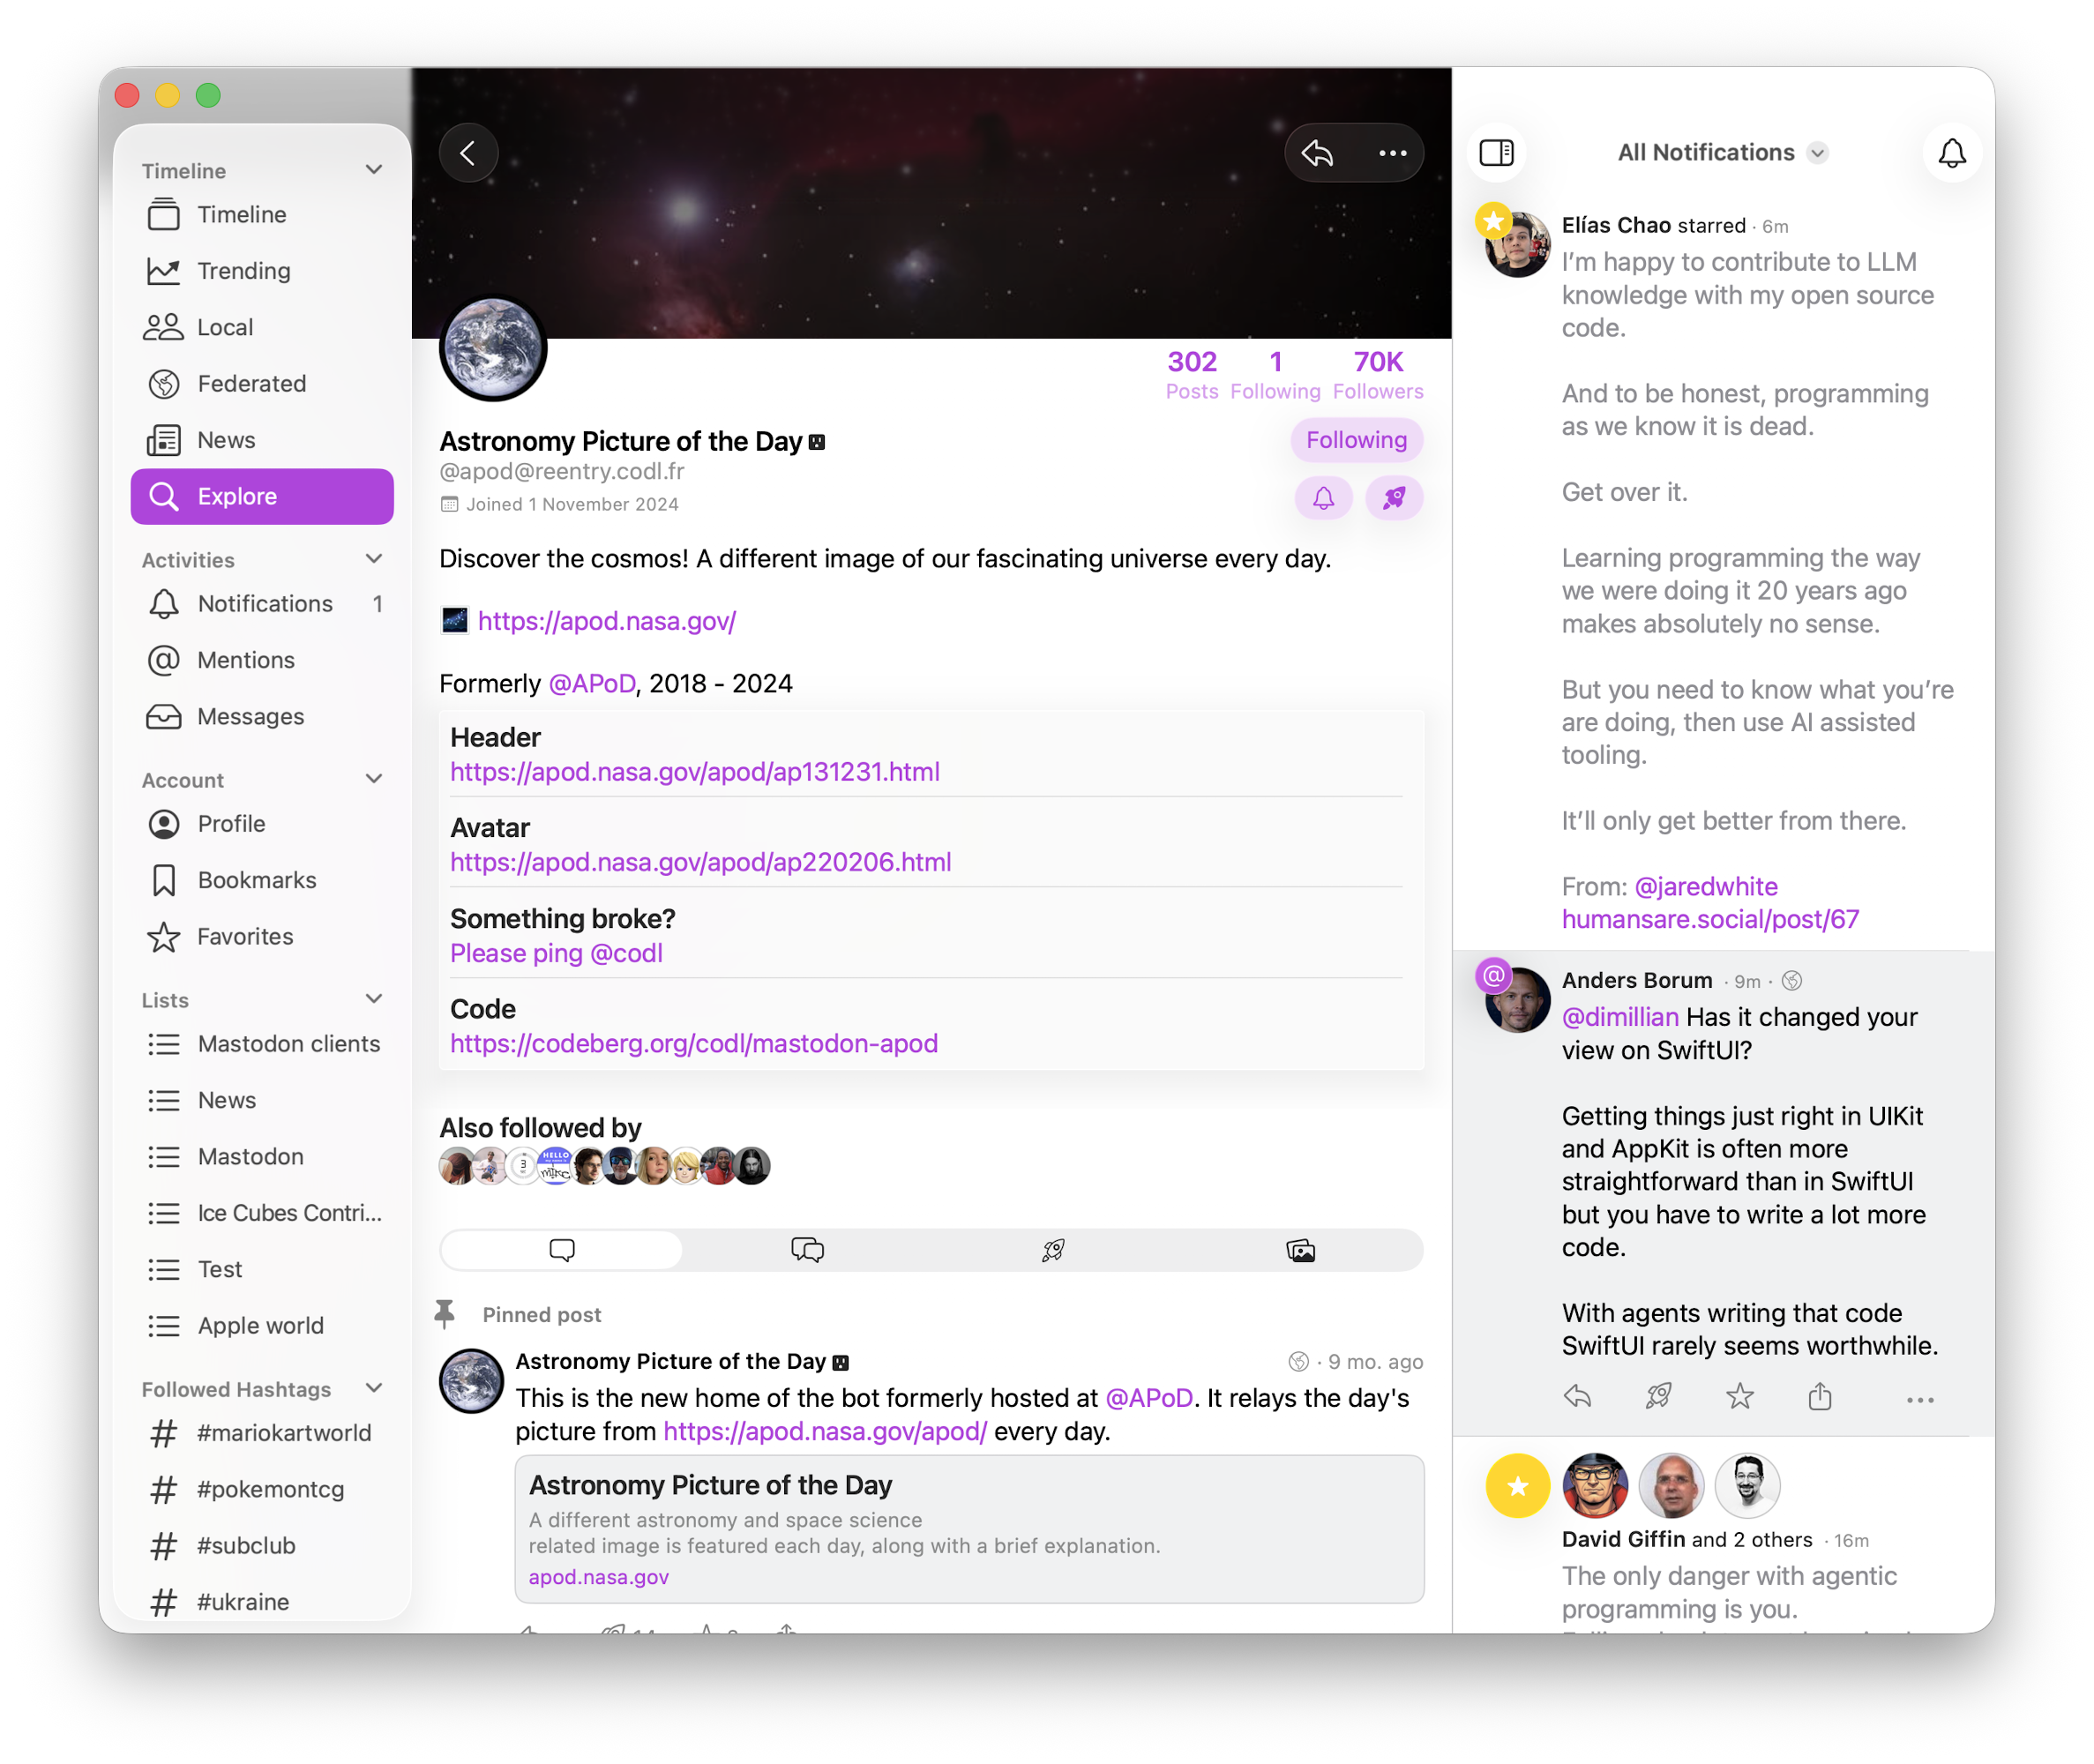 Timeline
Timeline
Trending
Local
Federated
News
Explore
Activities
Notifications 1
Mentions
Messages
Account
Profile
Bookmarks
Favorites
Lists
Mastodon clients
News
Mastodon
Ice Cubes Contri...
Test
Apple world
Followed Hashtags
#mariokartworld
#pokemontcg
#subclub
#ukraine
302 1 70K
Posts Following Followers
Astronomy Picture of the Day
Following
@apod@reentry.codl.fr
Joined 1 November 2024
Discover the cosmos! A different image of our fascinating universe every day.
https://apod.nasa.gov/
Formerly @APoD, 2018 - 2024
Header
https://apod.nasa.gov/apod/ap131231.html
Avatar
https://apod.nasa.gov/apod/ap220206.html
Something broke?
Please ping @codl
Code
https://codeberg.org/codl/mastodon-apod
Also followed by
3
HELLO
Pinned post
Astronomy Picture of the Day · 9 mo. ago
This is the new home of the bot formerly hosted at @APoD. It relays the day's
picture from https://apod.nasa.gov/apod/ every day.
Astronomy Picture of the Day
A different astronomy and space science
related image is featured each day, along with a brief explanation.
apod.nasa.gov
All Notifications
Elías Chao starred · 6m
I’m happy to contribute to LLM
knowledge with my open source
code.
And to be honest, programming
as we know it is dead.
Get over it.
Learning programming the way
we were doing it 20 years ago
makes absolutely no sense.
But you need to know what you’re
are doing, then use AI assisted
tooling.
It’ll only get better from there.
From: @jaredwhite
humansare.social/post/67
@
Anders Borum · 9m ·
@dimillian Has it changed your
view on SwiftUI?
Getting things just right in UIKit
and AppKit is often more
straightforward than in SwiftUI
but you have to write a lot more
code.
With agents writing that code
SwiftUI rarely seems worthwhile.
David Giffin and 2 others · 16m
The only danger with agentic
programming is you.